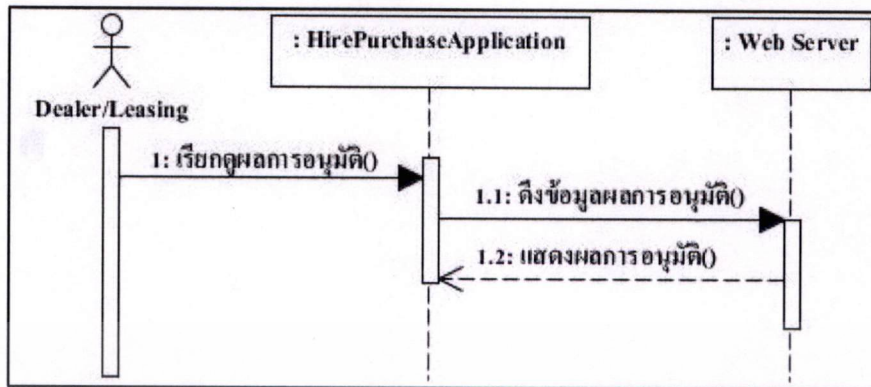 : HirePurchaseApplication
: Web Server
Dealer/Leasing
1: เรียกดูผลการอนุมัติ()
1.1: ดึงข้อมูลผลการอนุมัติ()
1.2: แสดงผลการอนุมัติ()